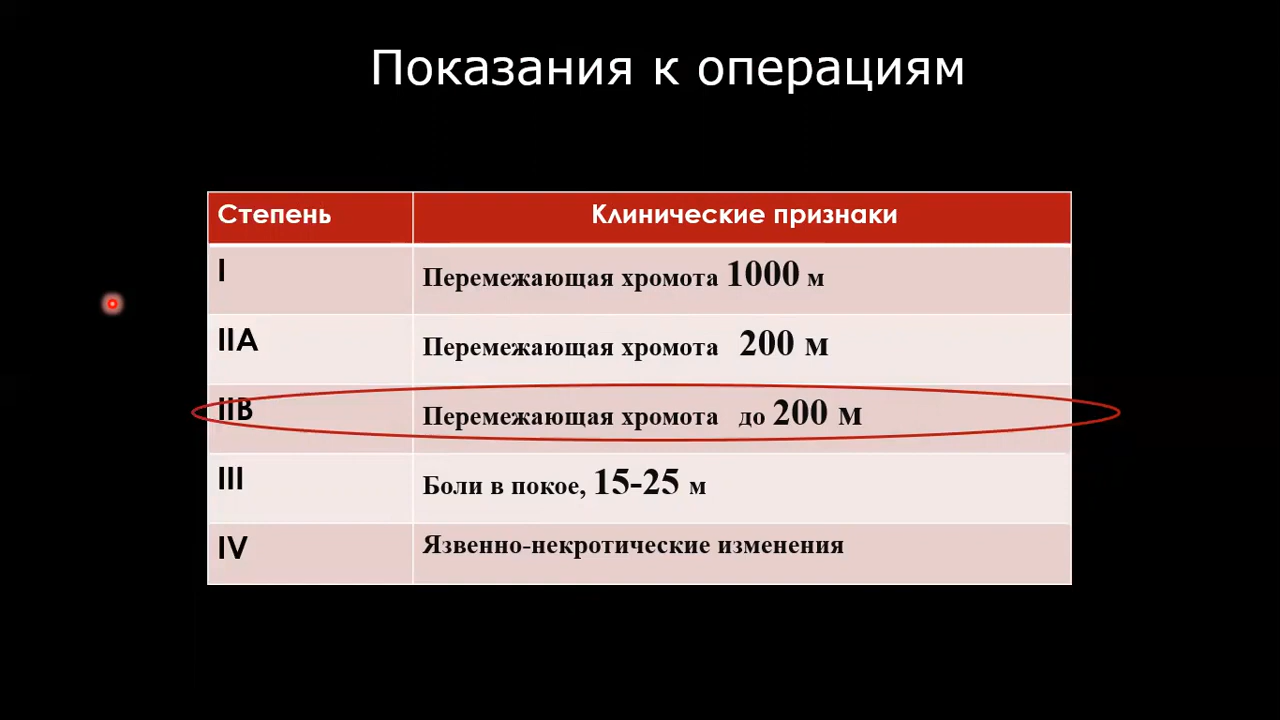 Показания к операциям
Степень Клинические признаки
I Перемежающая хромота 1000 м
IIA Перемежающая хромота 200 м
IIB Перемежающая хромота до 200 м
III Боли в покое, 15-25 м
IV Язвенно-некротические изменения